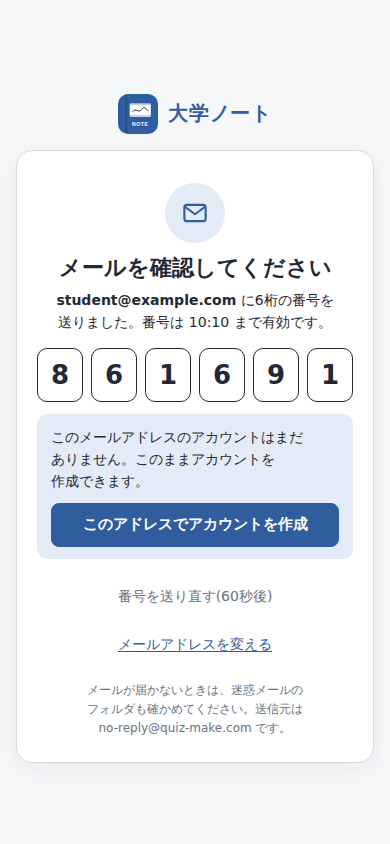 NOTE
大学ノート
メールを確認してください
student@example.com に6桁の番号を
送りました。番号は 10:10 まで有効です。
8 6 1 6 9 1
このメールアドレスのアカウントはまだ
ありません。このままアカウントを
作成できます。
このアドレスでアカウントを作成
番号を送り直す(60秒後)
メールアドレスを変える
メールが届かないときは、迷惑メールの
フォルダも確かめてください。送信元は
no-reply@quiz-make.com です。